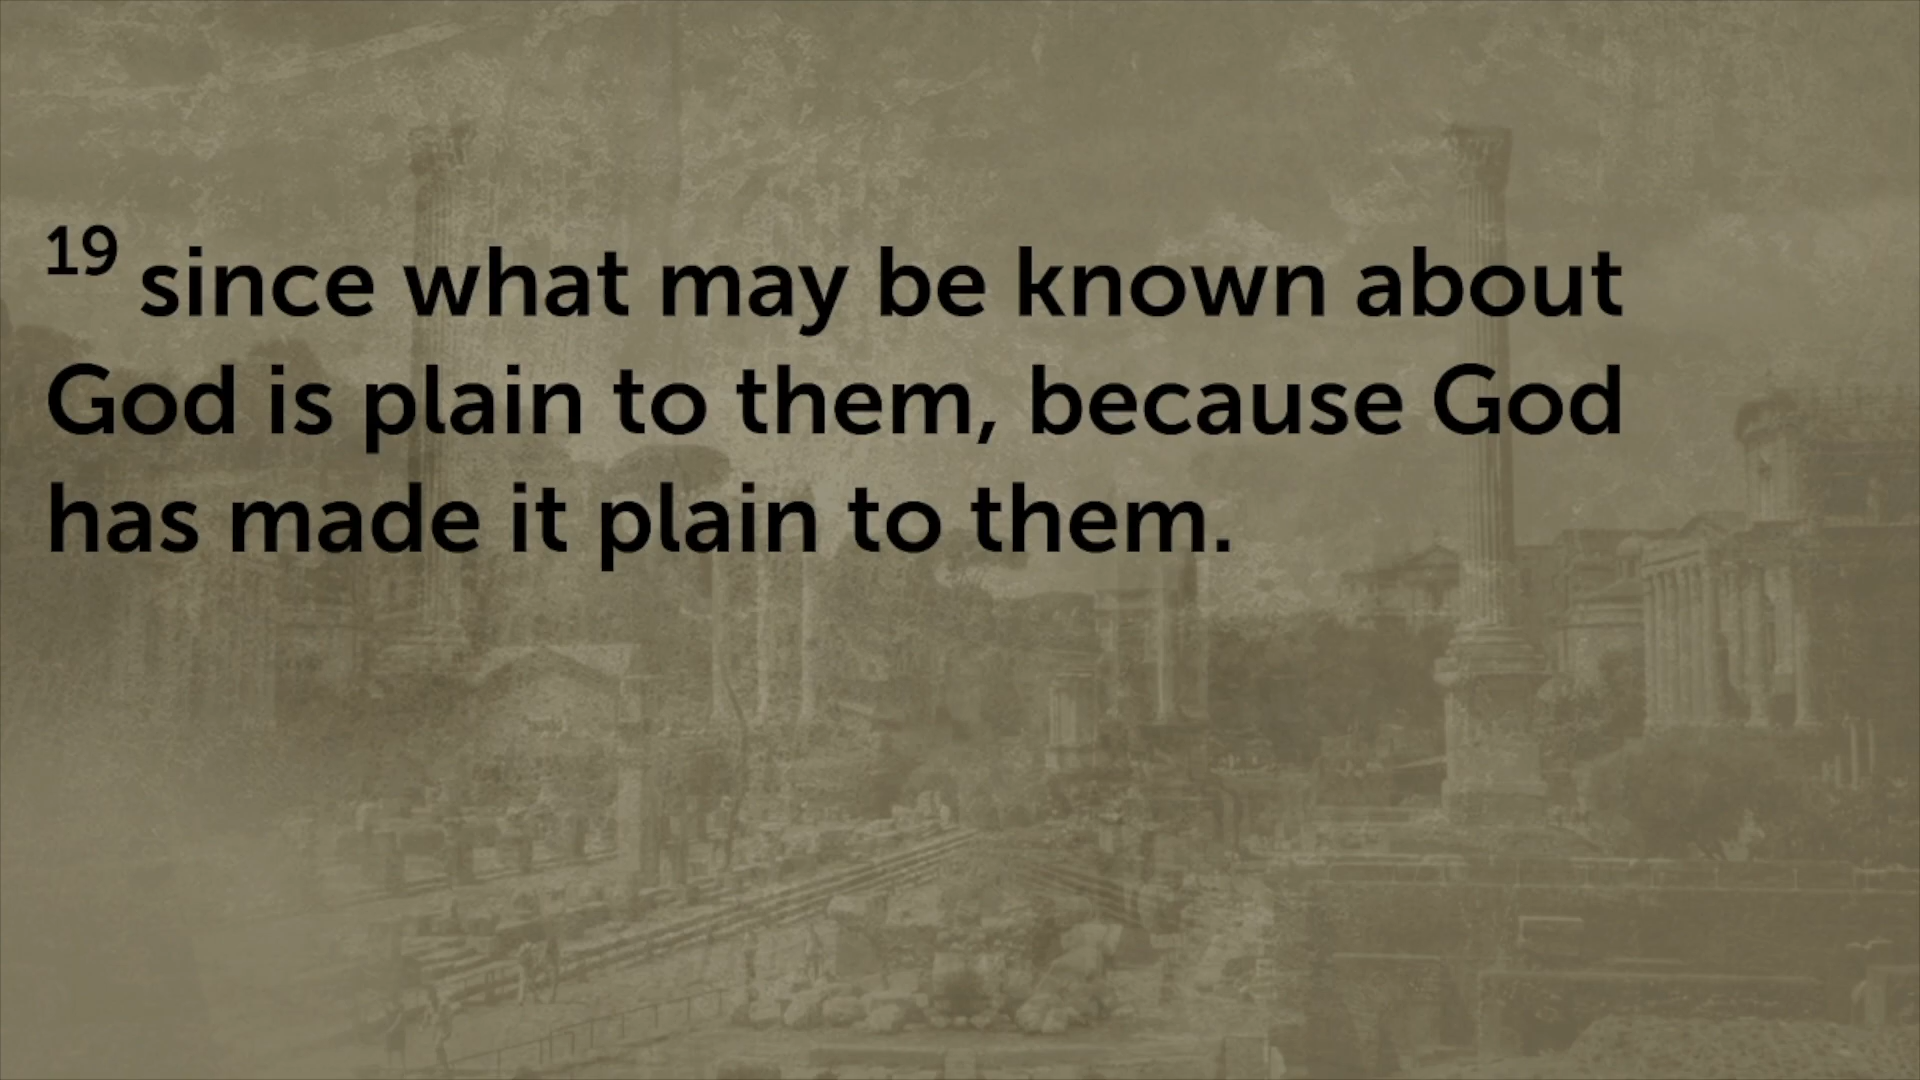 19 since what may be known about
God is plain to them, because God
has made it plain to them.